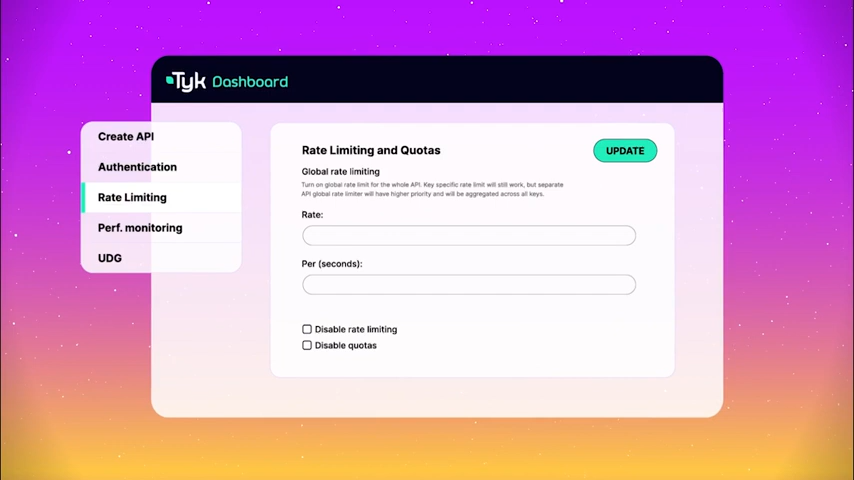 Tyk Dashboard
Create API
Authentication
Rate Limiting
Perf. monitoring
UDG
Rate Limiting and Quotas
UPDATE
Global rate limiting
Turn on global rate limit for the whole API. Key specific rate limit will still work, but separate
API global rate limiter will have higher priority and will be aggregated across all keys.
Rate:
Per (seconds):
Disable rate limiting
Disable quotas